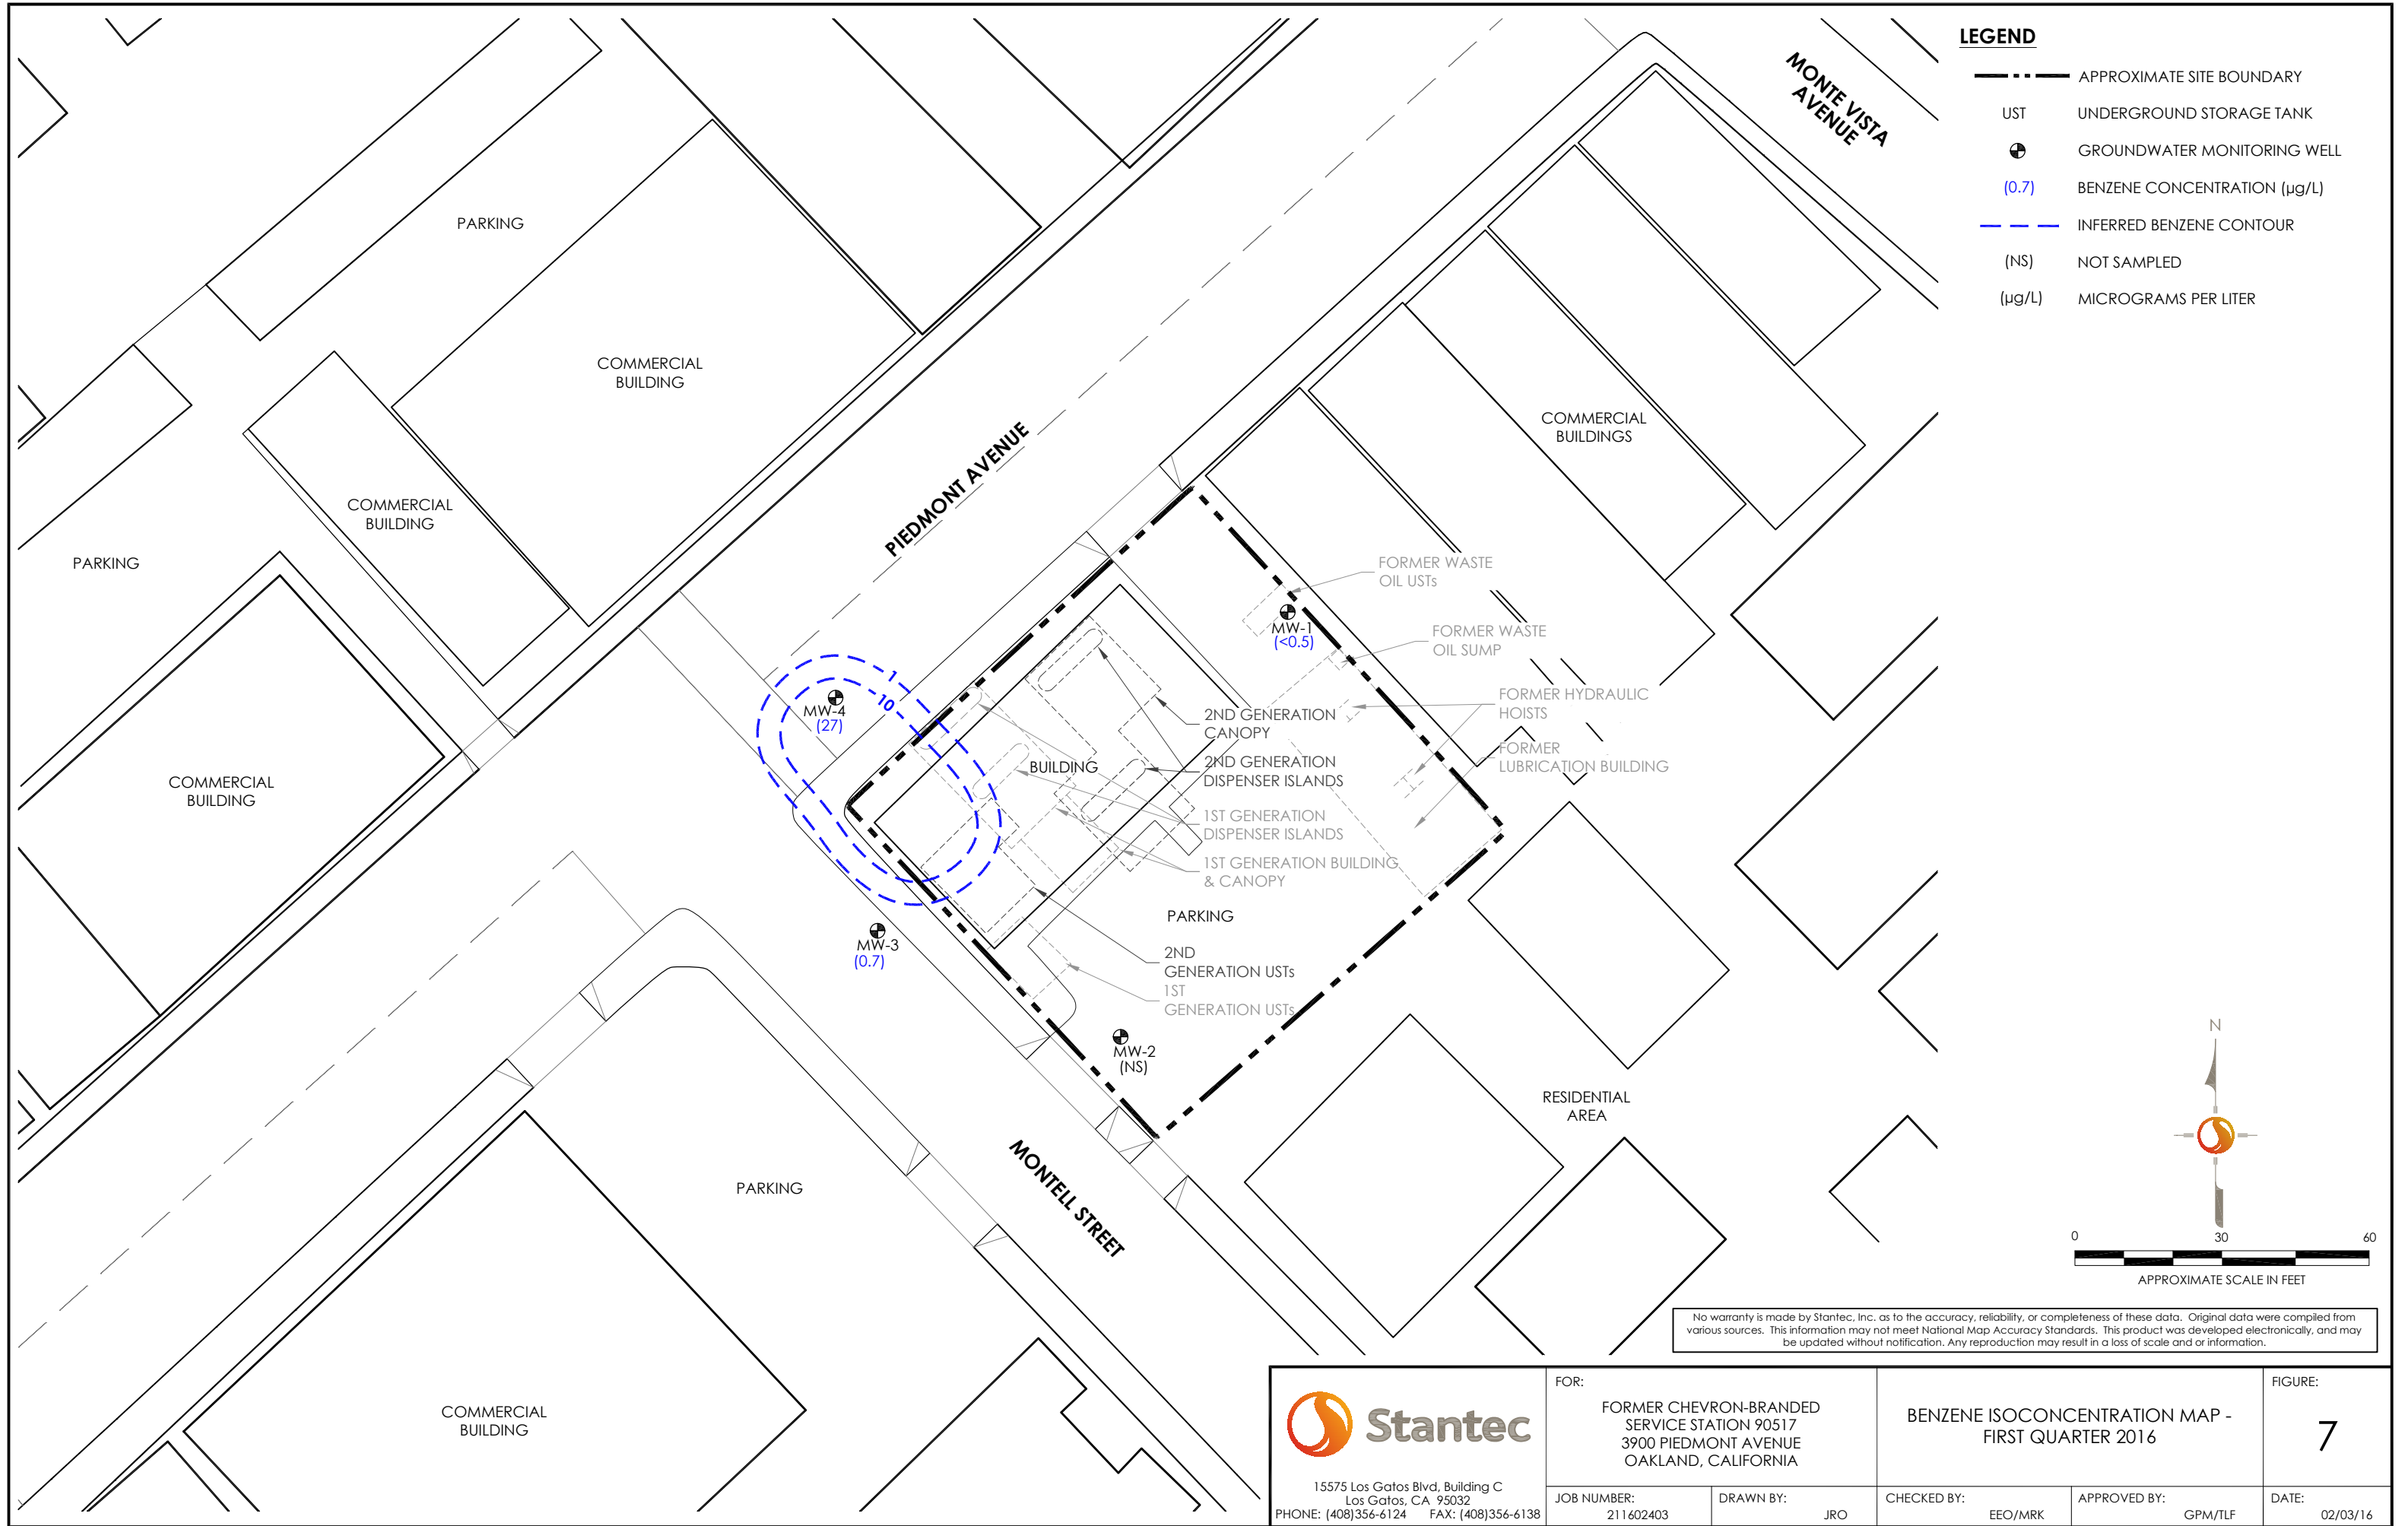 LEGEND
APPROXIMATE SITE BOUNDARY
UST UNDERGROUND STORAGE TANK
GROUNDWATER MONITORING WELL
(0.7) BENZENE CONCENTRATION (µg/L)
INFERRED BENZENE CONTOUR
(NS) NOT SAMPLED
(µg/L) MICROGRAMS PER LITER
MONTE VISTA
AVENUE
PARKING
COMMERCIAL
BUILDING
COMMERCIAL
BUILDINGS
PIEDMONT AVENUE
COMMERCIAL
BUILDING
PARKING
FORMER WASTE
OIL USTs
MW-1
(<0.5)
FORMER WASTE
OIL SUMP
FORMER HYDRAULIC
HOISTS
FORMER
LUBRICATION BUILDING
1
10
MW-4
(27)
2ND GENERATION
CANOPY
BUILDING
2ND GENERATION
DISPENSER ISLANDS
1ST GENERATION
DISPENSER ISLANDS
1ST GENERATION BUILDING
& CANOPY
COMMERCIAL
BUILDING
PARKING
MW-3
(0.7)
2ND
GENERATION USTs
1ST
GENERATION USTs
MW-2
(NS)
RESIDENTIAL
AREA
MONTELL STREET
PARKING
COMMERCIAL
BUILDING
N
0 30 60
APPROXIMATE SCALE IN FEET
No warranty is made by Stantec, Inc. as to the accuracy, reliability, or completeness of these data. Original data were compiled from
various sources. This information may not meet National Map Accuracy Standards. This product was developed electronically, and may
be updated without notification. Any reproduction may result in a loss of scale and or information.
Stantec
15575 Los Gatos Blvd, Building C
Los Gatos, CA 95032
PHONE: (408)356-6124 FAX: (408)356-6138
FOR:
FORMER CHEVRON-BRANDED
SERVICE STATION 90517
3900 PIEDMONT AVENUE
OAKLAND, CALIFORNIA
BENZENE ISOCONCENTRATION MAP -
FIRST QUARTER 2016
FIGURE:
7
JOB NUMBER:
211602403
DRAWN BY:
JRO
CHECKED BY:
EEO/MRK
APPROVED BY:
GPM/TLF
DATE:
02/03/16